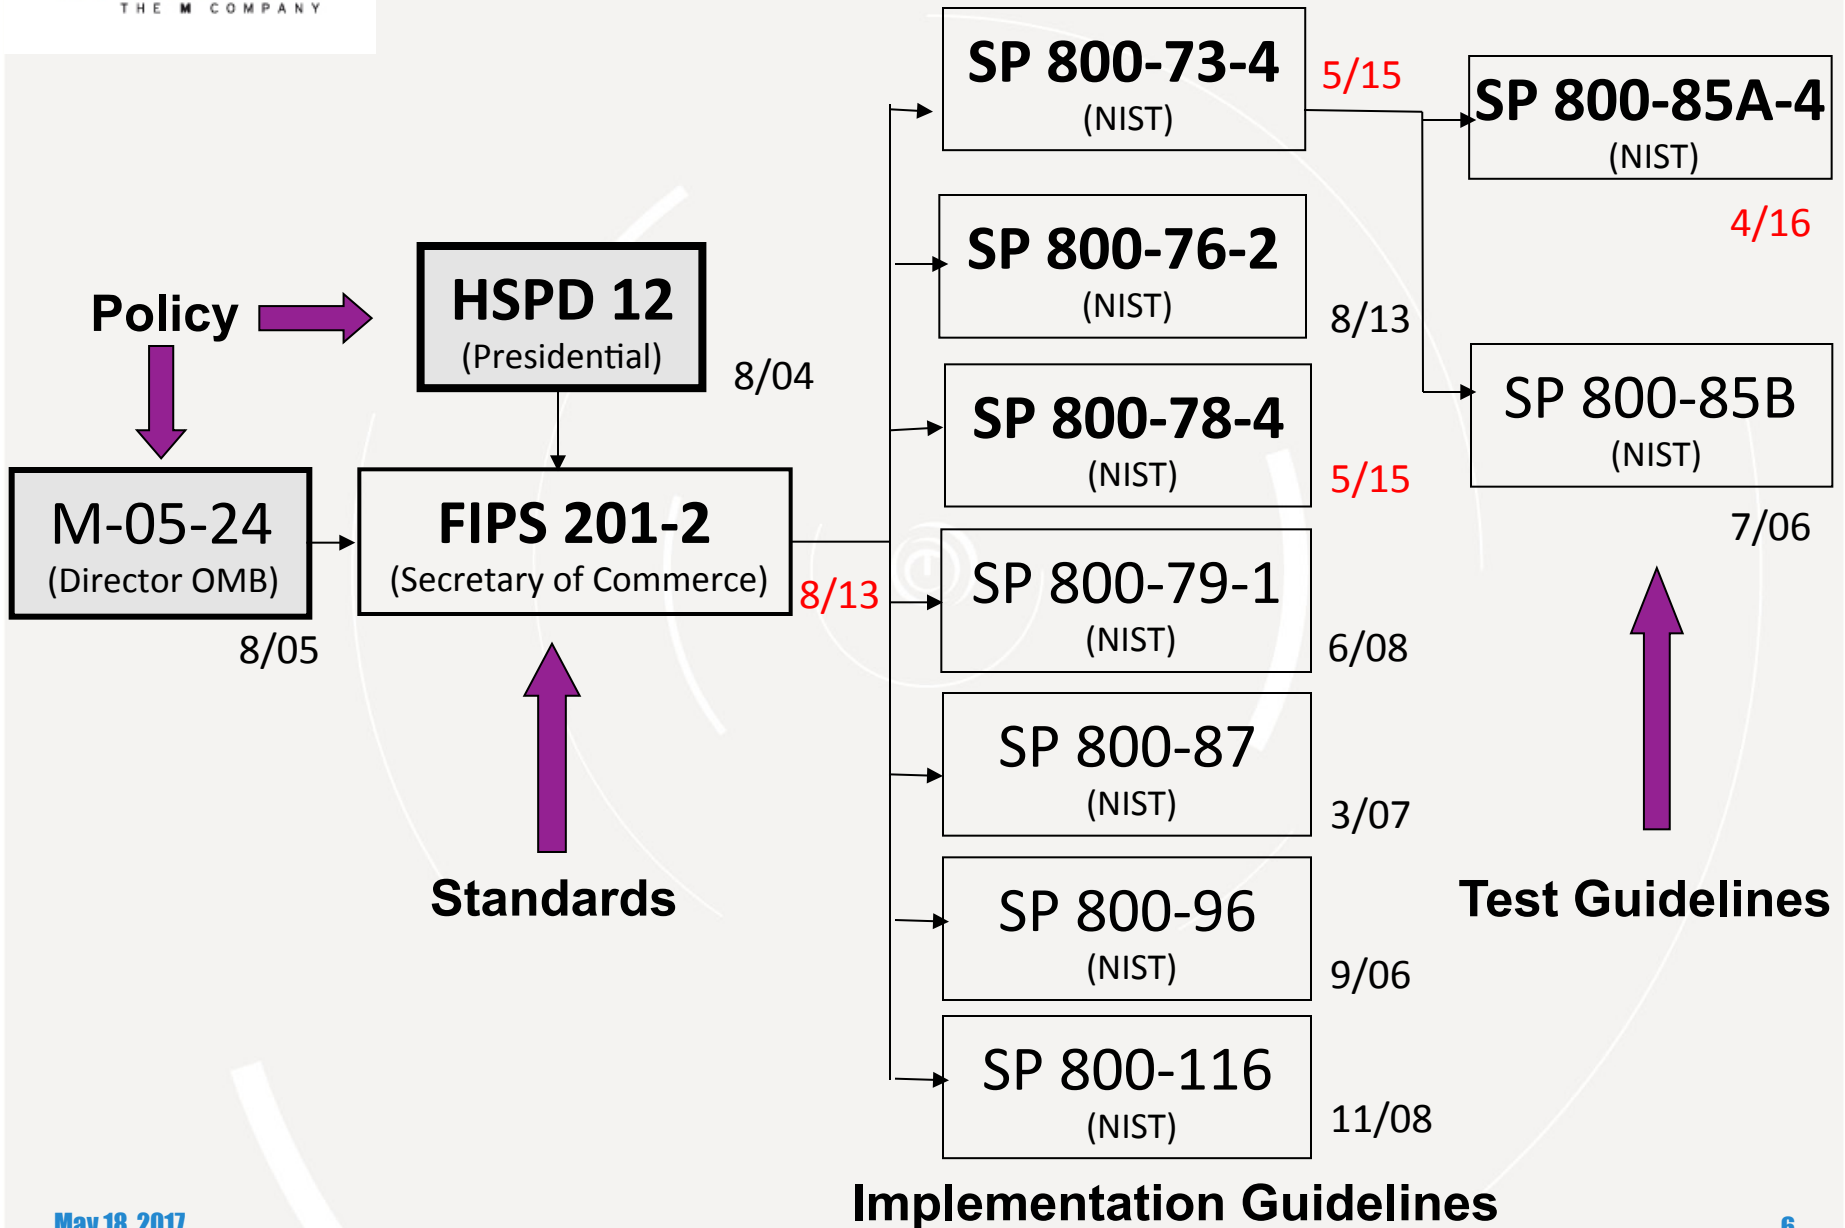 THE M COMPANY
Policy
HSPD 12
(Presidential)
8/04
M-05-24
(Director OMB)
8/05
FIPS 201-2
(Secretary of Commerce)
8/13
Standards
SP 800-73-4
(NIST)
5/15
SP 800-76-2
(NIST)
8/13
SP 800-78-4
(NIST)
5/15
SP 800-79-1
(NIST)
6/08
SP 800-87
(NIST)
3/07
SP 800-96
(NIST)
9/06
SP 800-116
(NIST)
11/08
Implementation Guidelines
SP 800-85A-4
(NIST)
4/16
SP 800-85B
(NIST)
7/06
Test Guidelines
May 18, 2017
6